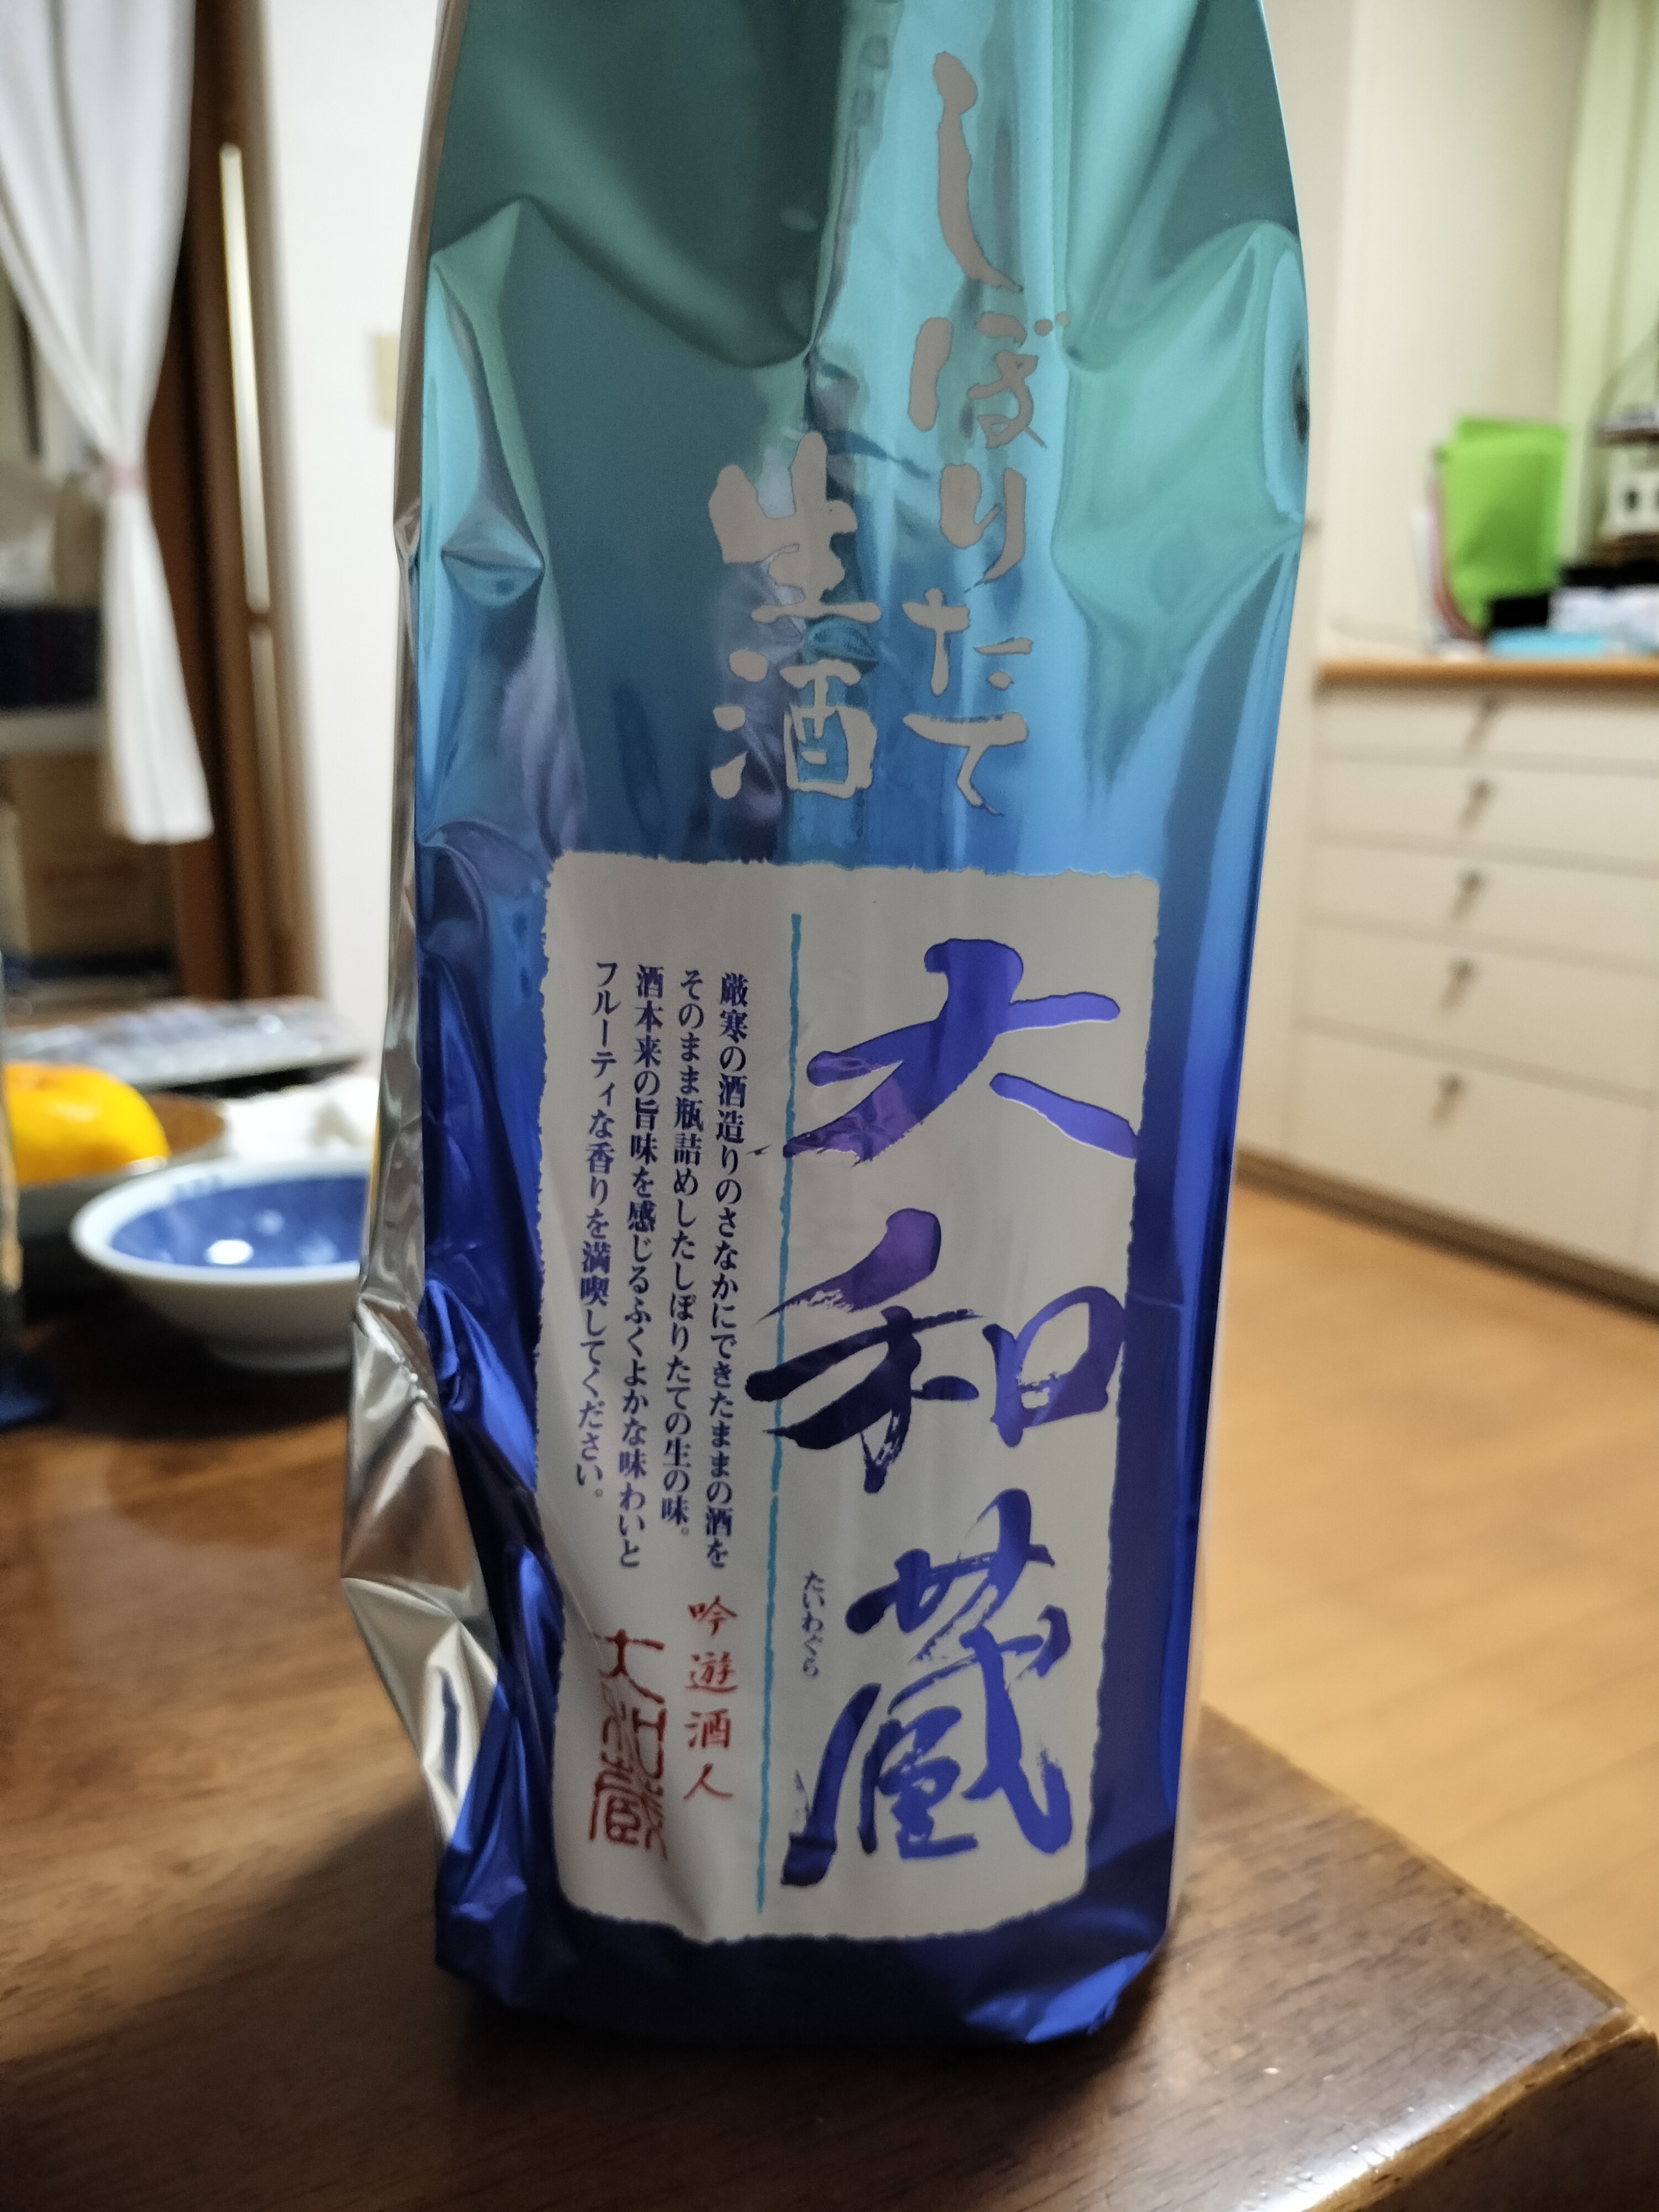 しぼりたて
生酒
大和蔵
たいわぐら
厳寒の酒造りのさなかにできたままの酒を
そのまま瓶詰めしたしぼりたての生の味。
酒本来の旨味を感じるふくよかな味わいと
フルーティな香りを満喫してください。
吟遊酒人
大和蔵